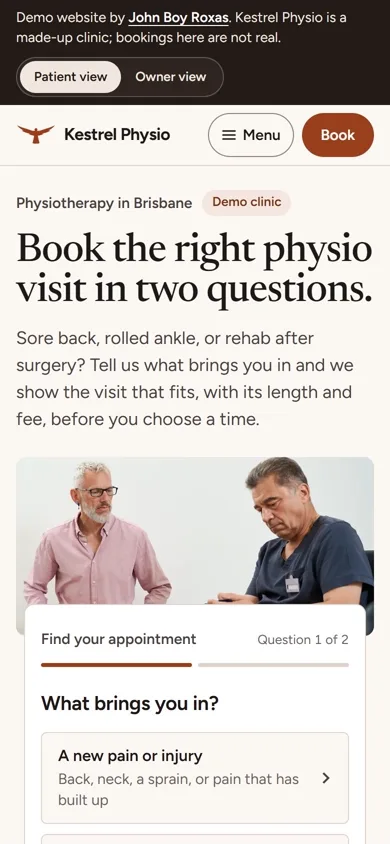 Demo website by John Boy Roxas. Kestrel Physio is a
made-up clinic; bookings here are not real.
Patient view
Owner view
Kestrel Physio
Menu
Book
Physiotherapy in Brisbane
Demo clinic
Book the right physio
visit in two questions.
Sore back, rolled ankle, or rehab after
surgery? Tell us what brings you in and we
show the visit that fits, with its length and
fee, before you choose a time.
Find your appointment
Question 1 of 2
What brings you in?
A new pain or injury
Back, neck, a sprain, or pain that has
built up